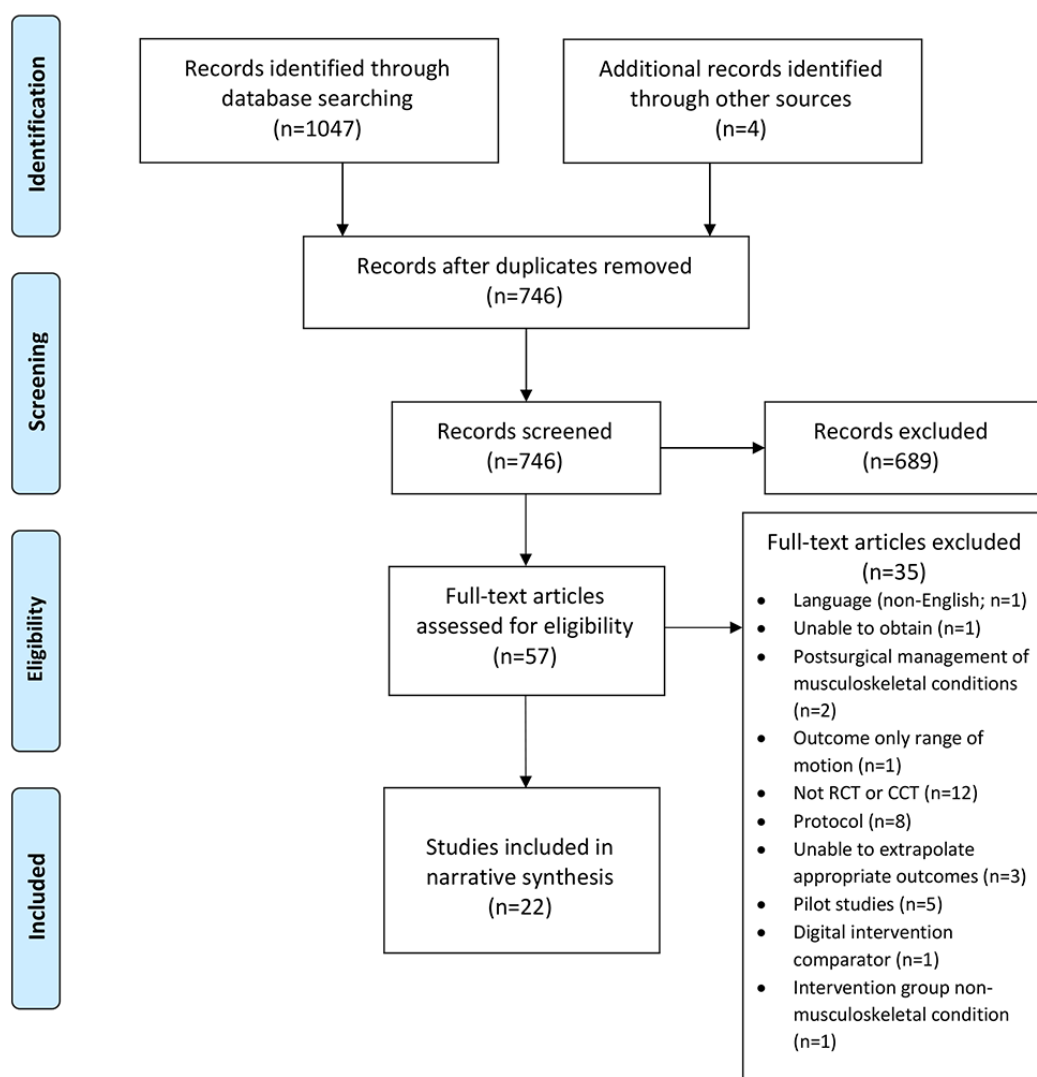 Identification
Records identified through
database searching
(n=1047)
Additional records identified
through other sources
(n=4)
Records after duplicates removed
(n=746)
Screening
Records screened
(n=746)
Records excluded
(n=689)
Eligibility
Full-text articles
assessed for eligibility
(n=57)
Full-text articles excluded
(n=35)
• Language (non-English; n=1)
• Unable to obtain (n=1)
• Postsurgical management of
musculoskeletal conditions
(n=2)
• Outcome only range of
motion (n=1)
• Not RCT or CCT (n=12)
• Protocol (n=8)
• Unable to extrapolate
appropriate outcomes (n=3)
• Pilot studies (n=5)
• Digital intervention
comparator (n=1)
• Intervention group non-
musculoskeletal condition
(n=1)
Included
Studies included in
narrative synthesis
(n=22)